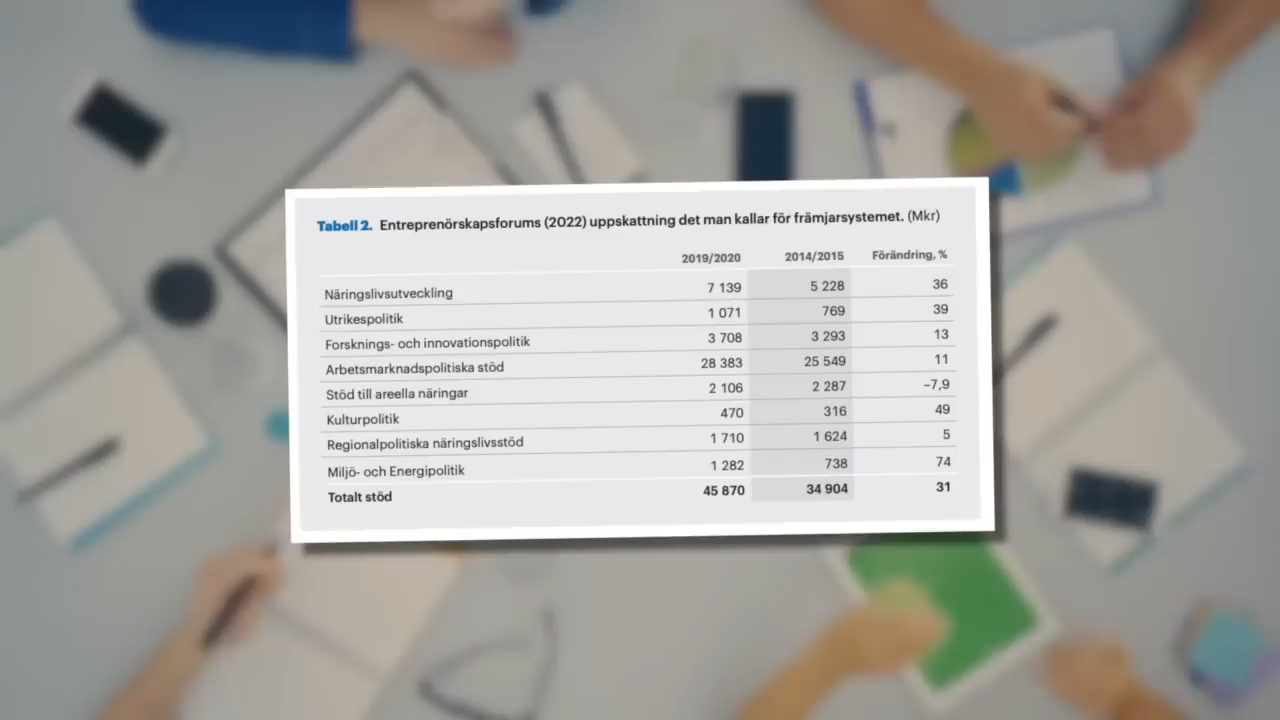 Tabell 2. Entreprenörskapsforums (2022) uppskattning det man kallar för främjarsystemet. (Mkr)
2019/2020 2014/2015 Förändring, %
Näringslivsutveckling 7 139 5 228 36
Utrikespolitik 1 071 769 39
Forsknings- och innovationspolitik 3 708 3 293 13
Arbetsmarknadspolitiska stöd 28 383 25 549 11
Stöd till areella näringar 2 106 2 287 –7,9
Kulturpolitik 470 316 49
Regionalpolitiska näringslivsstöd 1 710 1 624 5
Miljö- och Energipolitik 1 282 738 74
Totalt stöd 45 870 34 904 31